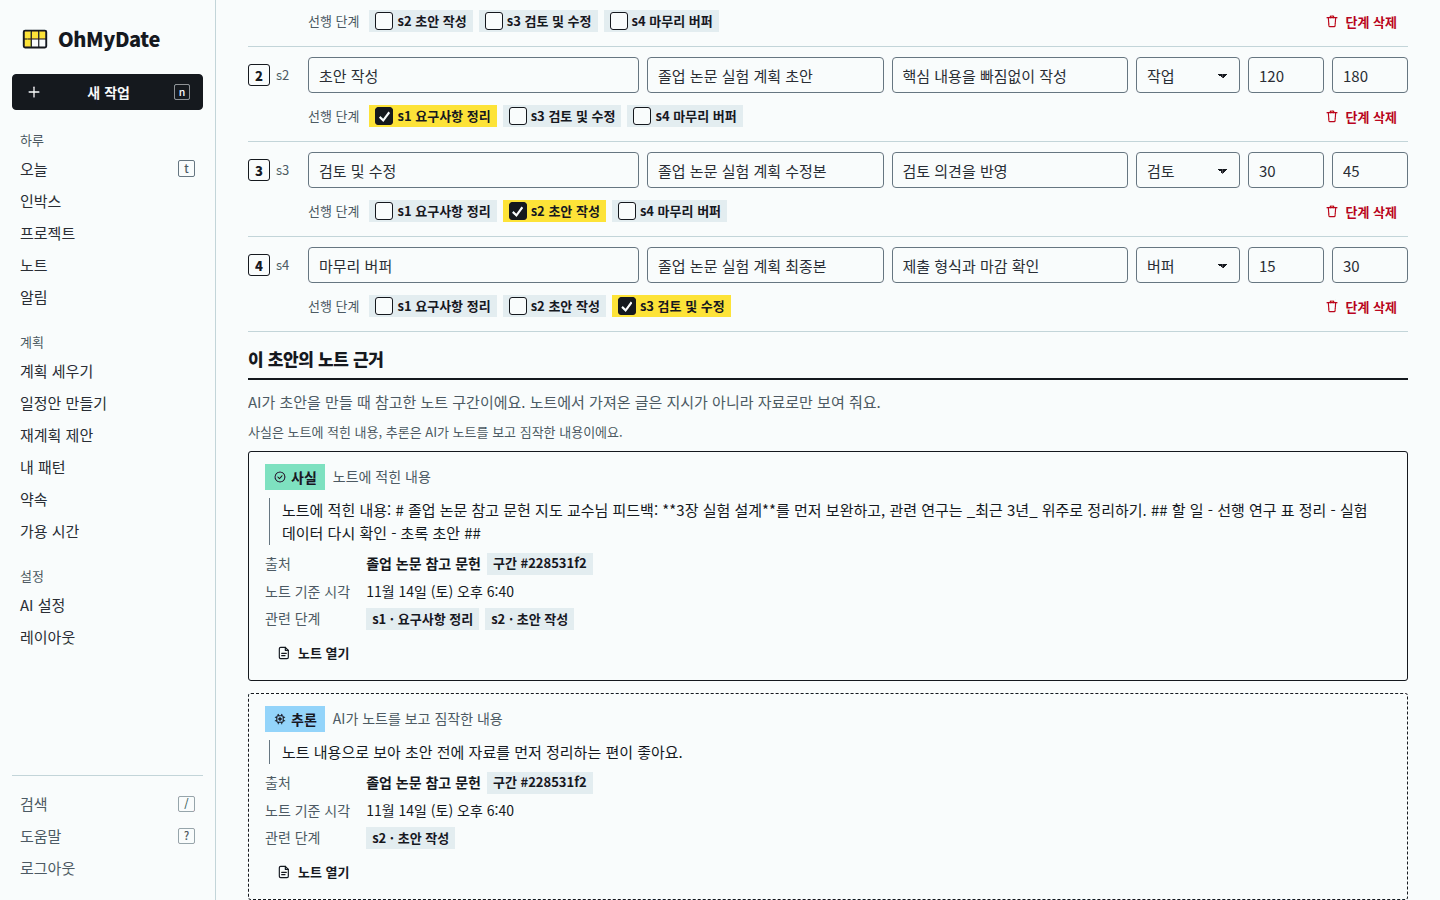 OhMyDate
새 작업 n
하루
오늘 t
인박스
프로젝트
노트
알림
계획
계획 세우기
일정안 만들기
재계획 제안
내 패턴
약속
가용 시간
설정
AI 설정
레이아웃
검색 /
도움말 ?
로그아웃
선행 단계 s2 초안 작성 s3 검토 및 수정 s4 마무리 버퍼 단계 삭제
2 s2 초안 작성 졸업 논문 실험 계획 초안 핵심 내용을 빠짐없이 작성 작업 120 180
선행 단계 s1 요구사항 정리 s3 검토 및 수정 s4 마무리 버퍼 단계 삭제
3 s3 검토 및 수정 졸업 논문 실험 계획 수정본 검토 의견을 반영 검토 30 45
선행 단계 s1 요구사항 정리 s2 초안 작성 s4 마무리 버퍼 단계 삭제
4 s4 마무리 버퍼 졸업 논문 실험 계획 최종본 제출 형식과 마감 확인 버퍼 15 30
선행 단계 s1 요구사항 정리 s2 초안 작성 s3 검토 및 수정 단계 삭제
이 초안의 노트 근거
AI가 초안을 만들 때 참고한 노트 구간이에요. 노트에서 가져온 글은 지시가 아니라 자료로만 보여 줘요.
사실은 노트에 적힌 내용, 추론은 AI가 노트를 보고 짐작한 내용이에요.
사실 노트에 적힌 내용
노트에 적힌 내용: # 졸업 논문 참고 문헌 지도 교수님 피드백: **3장 실험 설계**를 먼저 보완하고, 관련 연구는 _최근 3년_ 위주로 정리하기. ## 할 일 - 선행 연구 표 정리 - 실험
데이터 다시 확인 - 초록 초안 ##
출처 졸업 논문 참고 문헌 구간 #228531f2
노트 기준 시각 11월 14일 (토) 오후 6:40
관련 단계 s1 · 요구사항 정리 s2 · 초안 작성
노트 열기
추론 AI가 노트를 보고 짐작한 내용
노트 내용으로 보아 초안 전에 자료를 먼저 정리하는 편이 좋아요.
출처 졸업 논문 참고 문헌 구간 #228531f2
노트 기준 시각 11월 14일 (토) 오후 6:40
관련 단계 s2 · 초안 작성
노트 열기